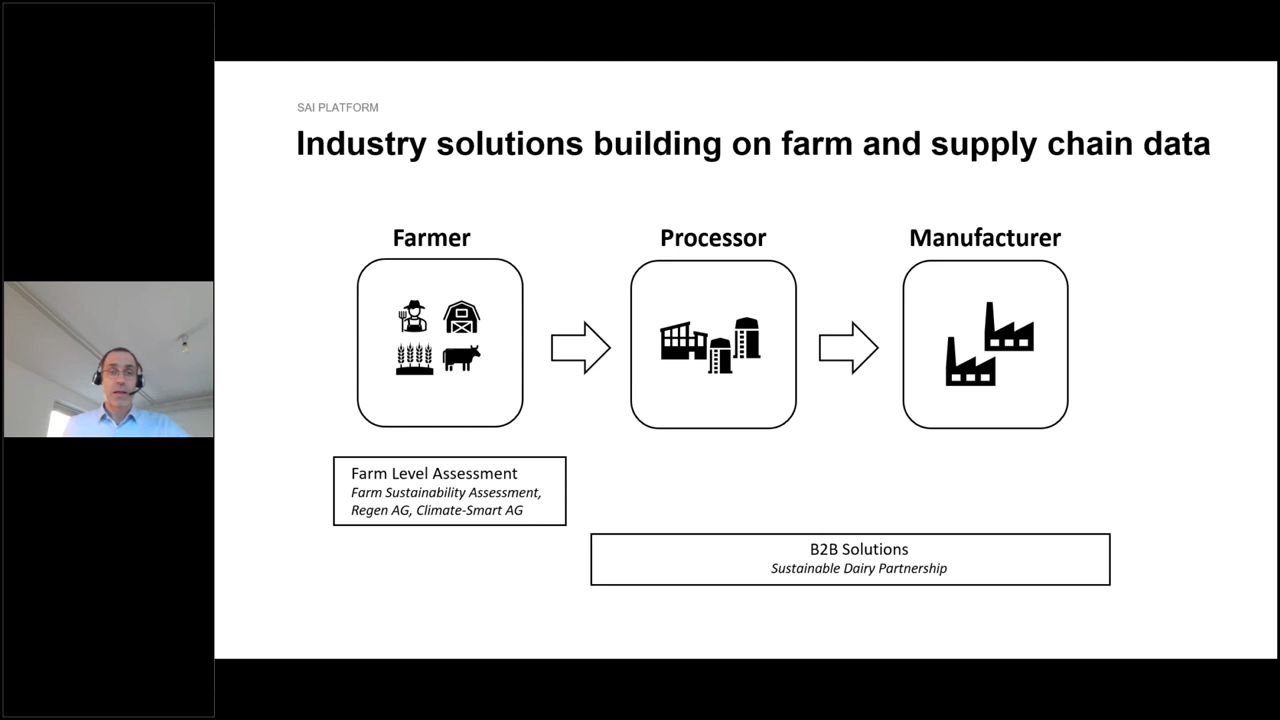 SAI PLATFORM
Industry solutions building on farm and supply chain data
Farmer
Processor
Manufacturer
Farm Level Assessment
Farm Sustainability Assessment,
Regen AG, Climate-Smart AG
B2B Solutions
Sustainable Dairy Partnership